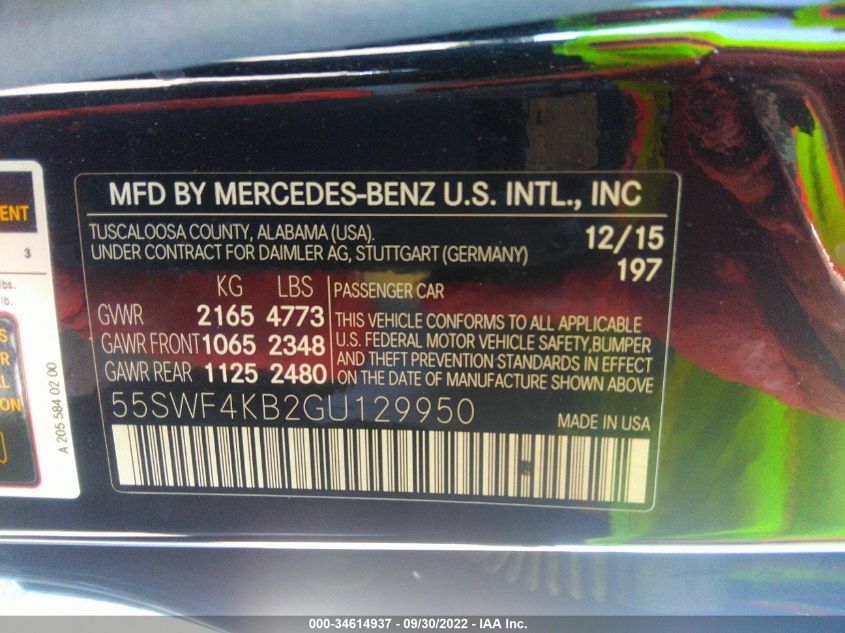 MFD BY MERCEDES-BENZ U.S. INTL., INC
TUSCALOOSA COUNTY, ALABAMA (USA).
UNDER CONTRACT FOR DAIMLER AG, STUTTGART (GERMANY)
12/15
197
KG LBS
GVWR 2165 4773
GAWR FRONT 1065 2348
GAWR REAR 1125 2480
PASSENGER CAR
THIS VEHICLE CONFORMS TO ALL APPLICABLE
U.S. FEDERAL MOTOR VEHICLE SAFETY,BUMPER
AND THEFT PREVENTION STANDARDS IN EFFECT
ON THE DATE OF MANUFACTURE SHOWN ABOVE.
55SWF4KB2GU129950
MADE IN USA
3
lb.
A 205 584 02 00
000-34614937 - 09/30/2022 - IAA Inc.